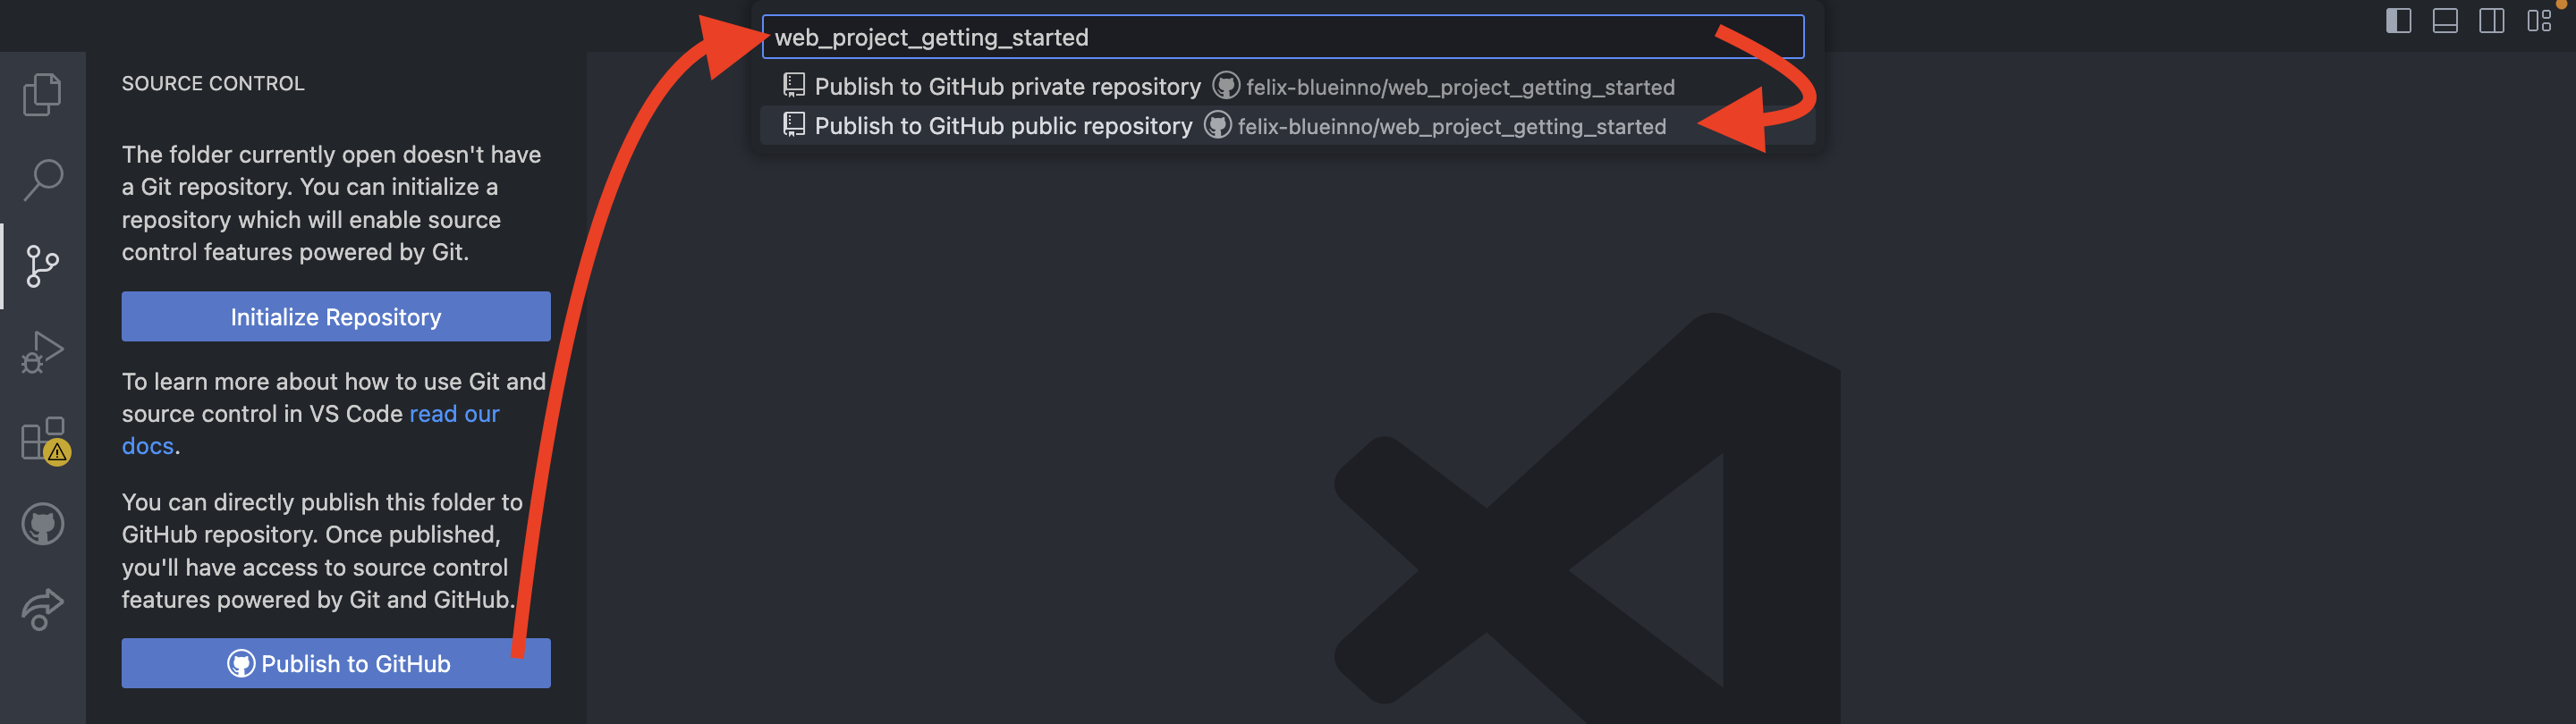 web_project_getting_started
Publish to GitHub private repository felix-blueinno/web_project_getting_started
Publish to GitHub public repository felix-blueinno/web_project_getting_started
SOURCE CONTROL
The folder currently open doesn't have
a Git repository. You can initialize a
repository which will enable source
control features powered by Git.
Initialize Repository
To learn more about how to use Git and
source control in VS Code read our
docs.
You can directly publish this folder to
GitHub repository. Once published,
you'll have access to source control
features powered by Git and GitHub.
Publish to GitHub